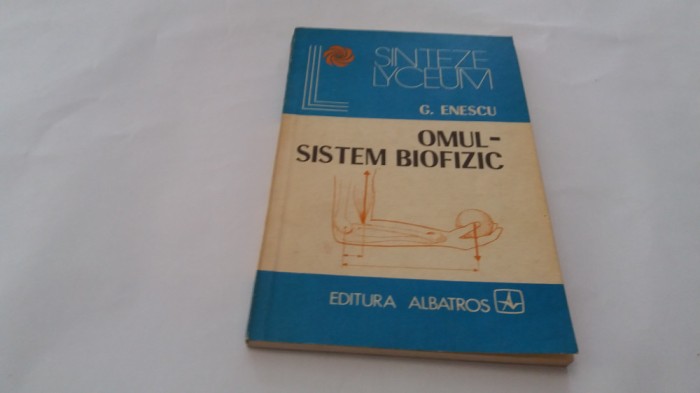 SINTEZE
LYCEUM
G. ENESCU
OMUL-
SISTEM BIOFIZIC
EDITURA ALBATROS